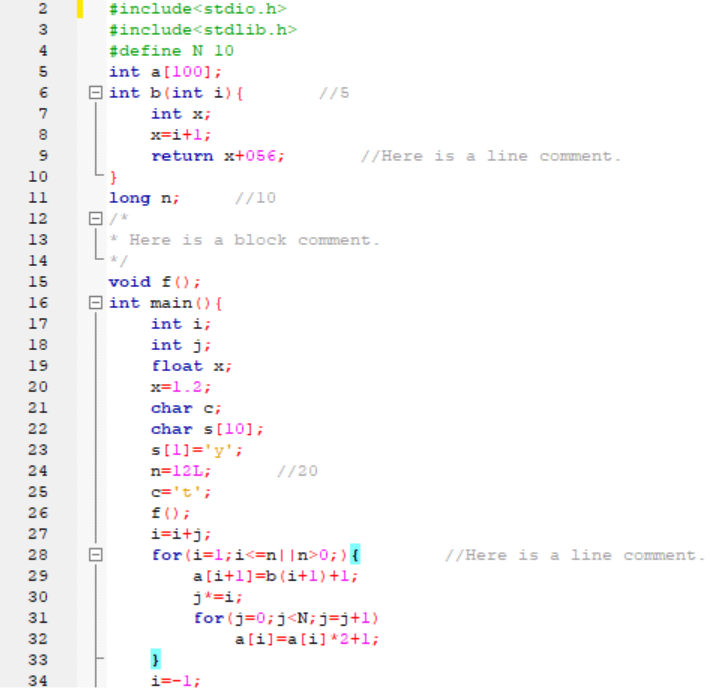 2 #include<stdio.h>
3 #include<stdlib.h>
4 #define N 10
5 int a[100];
6 int b(int i){ //5
7 int x;
8 x=i+1;
9 return x+056; //Here is a line comment.
10 }
11 long n; //10
12 /*
13 * Here is a block comment.
14 */
15 void f();
16 int main(){
17 int i;
18 int j;
19 float x;
20 x=1.2;
21 char c;
22 char s[10];
23 s[1]='y';
24 n=12L; //20
25 c='t';
26 f();
27 i=i+j;
28 for(i=1;i<=n||n>0;){ //Here is a line comment.
29 a[i+1]=b(i+1)+1;
30 j*=i;
31 for(j=0;j<N;j=j+1)
32 a[i]=a[i]*2+1;
33 }
34 i=-1;